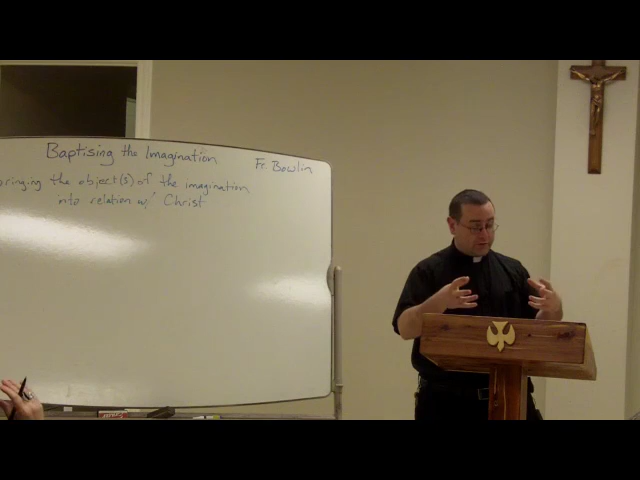 Baptising the Imagination
Fr. Bowlin
bringing the object(s) of the imagination
into relation w/ Christ